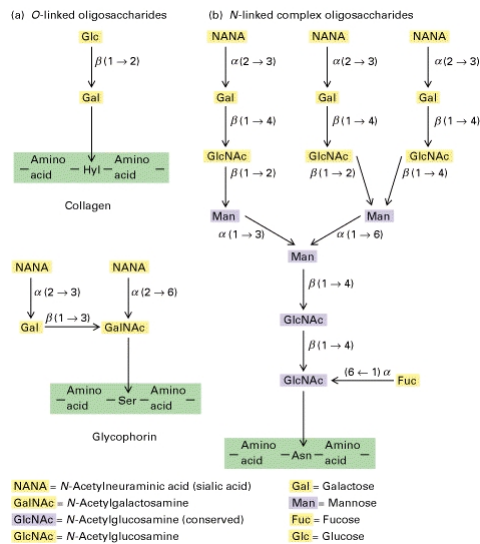 (a) O-linked oligosaccharides
Glc
β(1 → 2)
Gal
Amino acid – Hyl – Amino acid
Collagen
NANA NANA
α(2 → 3) α(2 → 6)
Gal β(1 → 3) GalNAc
Amino acid – Ser – Amino acid
Glycophorin
(b) N-linked complex oligosaccharides
NANA NANA NANA
α(2 → 3) α(2 → 3) α(2 → 3)
Gal Gal Gal
β(1 → 4) β(1 → 4) β(1 → 4)
GlcNAc GlcNAc GlcNAc
β(1 → 2) β(1 → 2) β(1 → 4)
Man Man
α(1 → 3) α(1 → 6)
Man
β(1 → 4)
GlcNAc
β(1 → 4)
GlcNAc (6 ← 1) α Fuc
Amino acid – Asn – Amino acid
NANA = N-Acetylneuraminic acid (sialic acid)
GalNAc = N-Acetylgalactosamine
GlcNAc = N-Acetylglucosamine (conserved)
GlcNAc = N-Acetylglucosamine
Gal = Galactose
Man = Mannose
Fuc = Fucose
Glc = Glucose